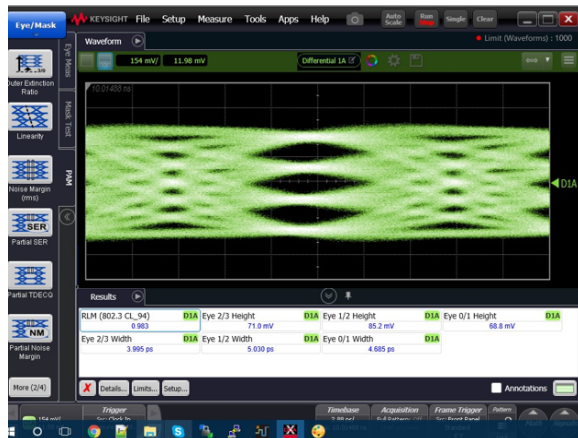 Eye/Mask
KEYSIGHT File Setup Measure Tools Apps Help
Auto Scale
Run Stop
Single
Clear
Waveform
Limit (Waveforms) : 1000
154 mV/ 11.98 mV
Differential 1A
10.01488 ns
D1A
Outer Extinction
Ratio
Linearity
Noise Margin
(rms)
SER
Partial SER
Partial TDECQ
NM
Partial Noise
Margin
More (2/4)
Eye Meas
Mask Test
PAM
Results
RLM (802.3 CL_94) D1A Eye 2/3 Height D1A Eye 1/2 Height D1A Eye 0/1 Height D1A
0.983 71.0 mV 85.2 mV 68.8 mV
Eye 2/3 Width D1A Eye 1/2 Width D1A Eye 0/1 Width D1A
3.995 ps 5.030 ps 4.685 ps
Details... Limits... Setup...
Annotations
Trigger
Timebase Acquisition Frame Trigger Pattern